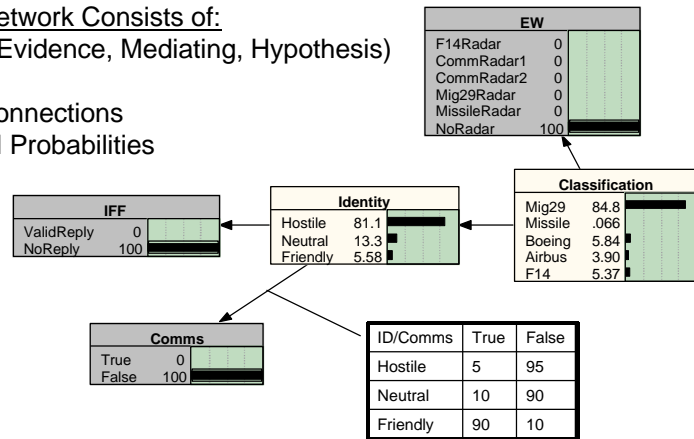 etwork Consists of:
Evidence, Mediating, Hypothesis)
onnections
l Probabilities
EW
F14Radar 0
CommRadar1 0
CommRadar2 0
Mig29Radar 0
MissileRadar 0
NoRadar 100
IFF
ValidReply 0
NoReply 100
Identity
Hostile 81.1
Neutral 13.3
Friendly 5.58
Classification
Mig29 84.8
Missile .066
Boeing 5.84
Airbus 3.90
F14 5.37
Comms
True 0
False 100
ID/Comms True False
Hostile 5 95
Neutral 10 90
Friendly 90 10